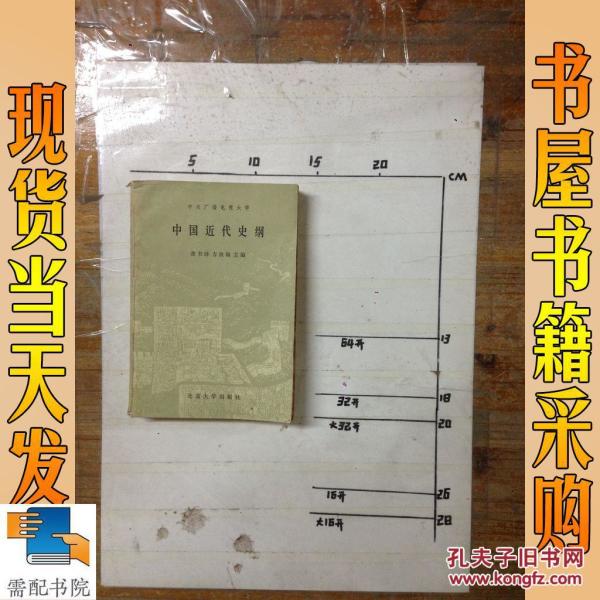 现货当天发
书屋书籍采购
5 10 15 20
CM
中央广播电视大学
中国近代史纲
主编
北京大学出版社
64开 13
32开 18
大32开 20
16开 26
大16开 28
需配书院
孔夫子旧书网
www.kongfz.com